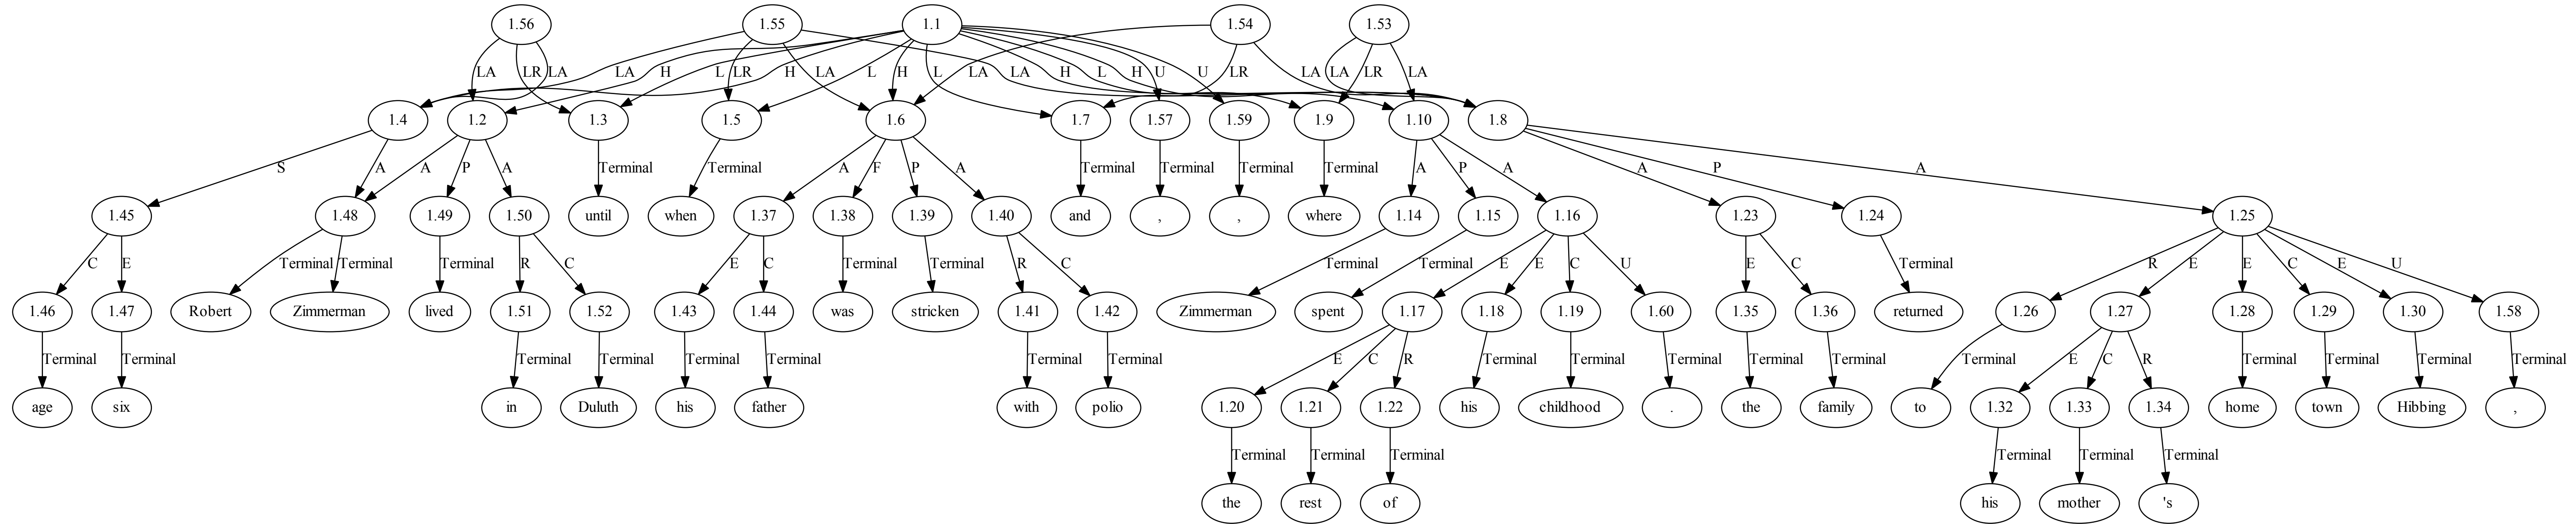 1.56 1.55 1.1 1.54 1.53
LA LR LA LA LR LA LA H L H L H L H L H U U LA LR LA LA LR LA
1.4 1.2 1.3 1.5 1.6 1.7 1.57 1.59 1.9 1.10 1.8
S A A P A Terminal Terminal A F P A Terminal Terminal Terminal Terminal A P A A P A
1.45 1.48 1.49 1.50 until when 1.37 1.38 1.39 1.40 and , , where 1.14 1.15 1.16 1.23 1.24 1.25
C E Terminal Terminal Terminal R C E C Terminal Terminal R C Terminal Terminal E E C U E C Terminal R E E C E U
1.46 1.47 Robert Zimmerman lived 1.51 1.52 1.43 1.44 was stricken 1.41 1.42 Zimmerman spent 1.17 1.18 1.19 1.60 1.35 1.36 returned 1.26 1.27 1.28 1.29 1.30 1.58
Terminal Terminal Terminal Terminal Terminal Terminal Terminal Terminal E C R Terminal Terminal Terminal Terminal Terminal Terminal E C R Terminal Terminal Terminal Terminal
age six in Duluth his father with polio 1.20 1.21 1.22 his childhood . the family to 1.32 1.33 1.34 home town Hibbing ,
Terminal Terminal Terminal Terminal Terminal Terminal
the rest of his mother 's